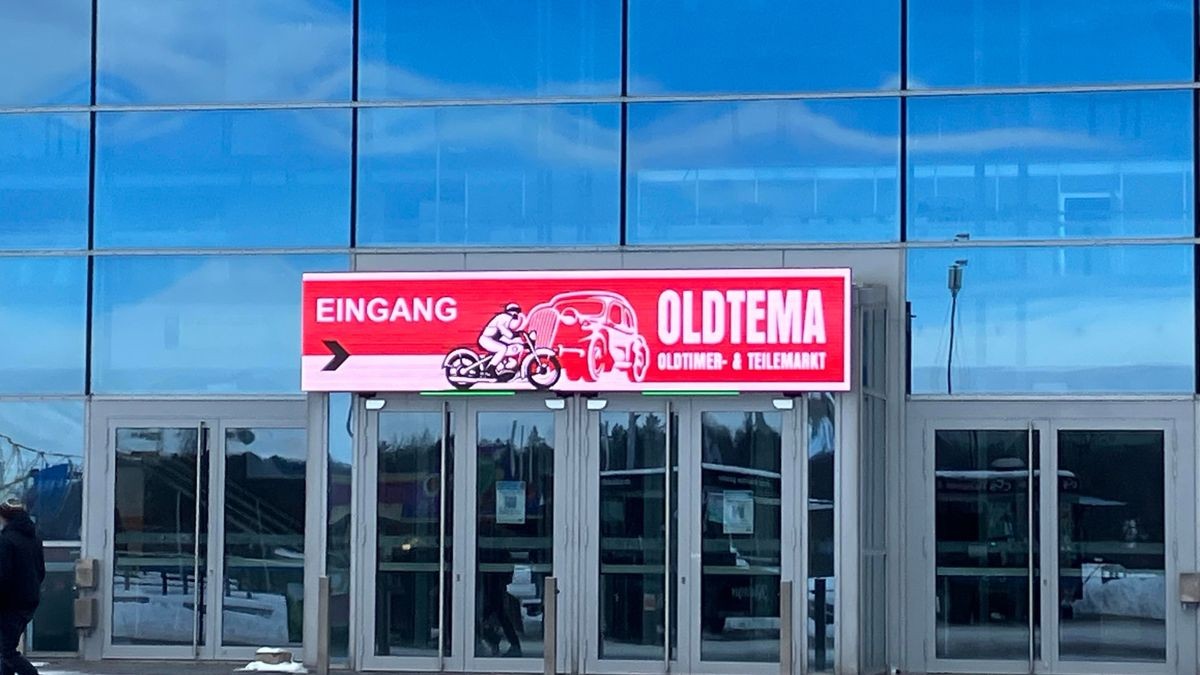 EINGANG
OLDTEMA
OLDTIMER- & TEILEMARKT